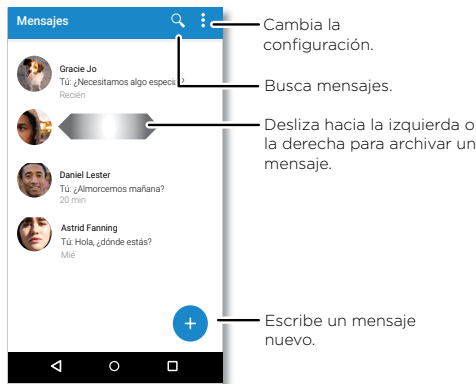 Mensajes
Cambia la
configuración.
Busca mensajes.
Gracie Jo
Tú: ¿Necesitamos algo especial?
Recién
Desliza hacia la izquierda o
la derecha para archivar un
mensaje.
Daniel Lester
Tú: ¿Almorcemos mañana?
20 min
Astrid Fanning
Tú: Hola, ¿dónde estás?
Mié
Escribe un mensaje
nuevo.